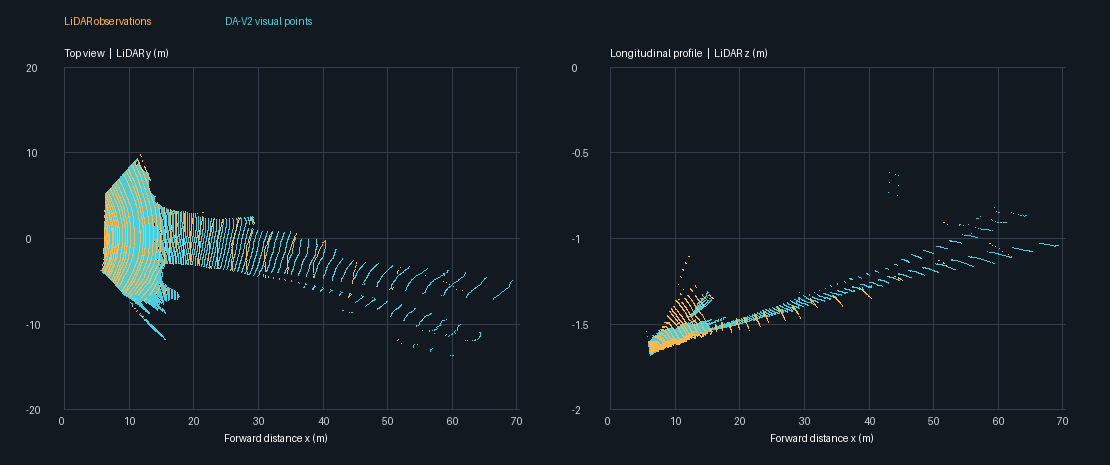 LiDAR observations DA-V2 visual points
Top view | LiDAR y (m) Longitudinal profile | LiDAR z (m)
20 0
10 -0.5
0 -1
-10 -1.5
-20 -2
0 10 20 30 40 50 60 70 0 10 20 30 40 50 60 70
Forward distance x (m) Forward distance x (m)